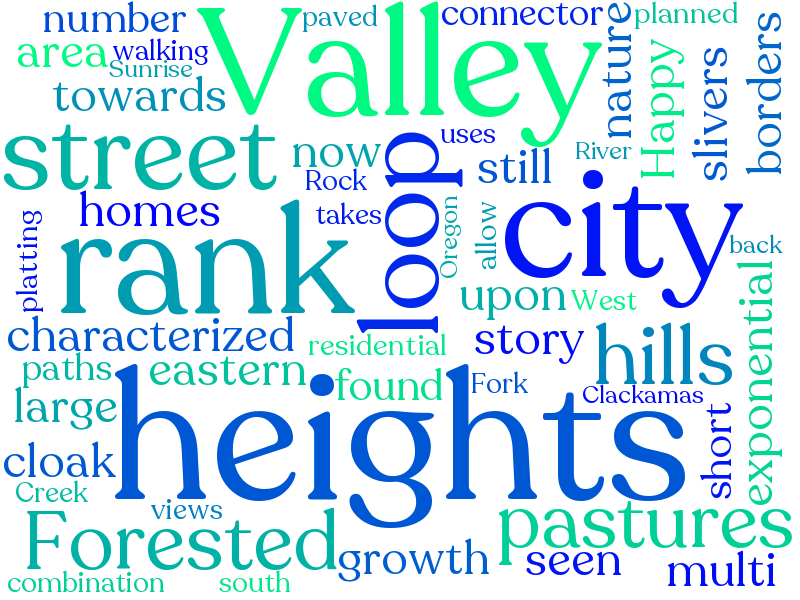 number
Valley
paved
connector
planned
area
walking
Sunrise
towards
nature
Happy
slivers
borders
street
now
loop
uses
still
River
Rock
homes
takes
Oregon
allow
city
platting
rank
back
upon
West
characterized
residential
story
hills
exponential
paths
eastern
found
Fork
Clackamas
large
heights
short
cloak
Creek
views
Forested
pastures
growth
seen
multi
combination
south